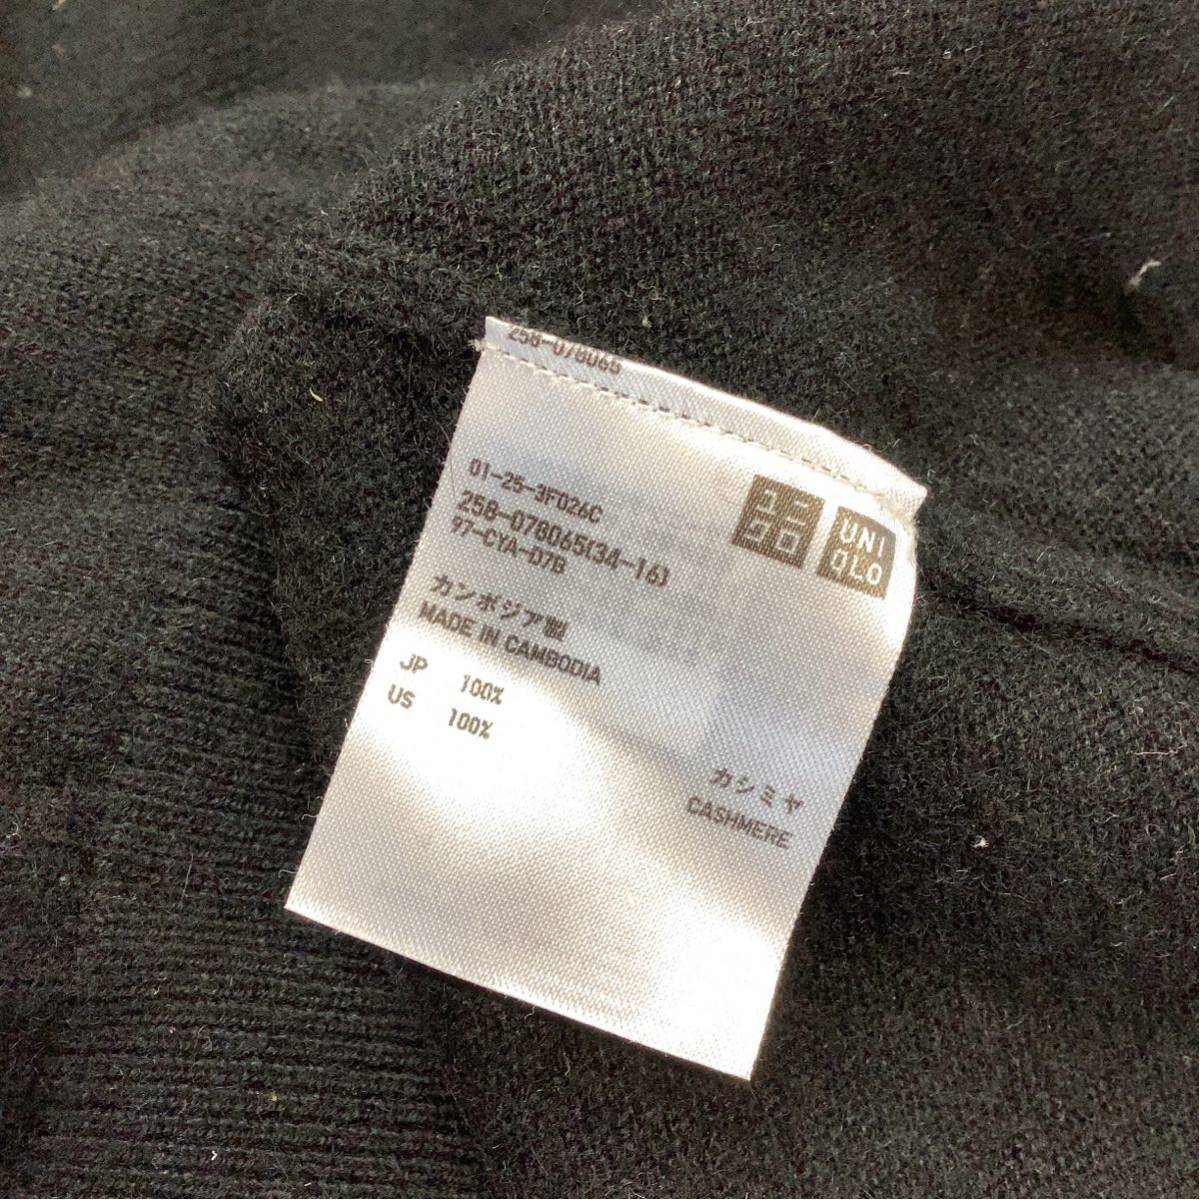 258-078065
ユニ
クロ
UNI
QLO
01-25-3F026C
258-078065(34-16)
97-CYA-D7B
カンボジア製
MADE IN CAMBODIA
JP 100%
US 100%
カシミヤ
CASHMERE